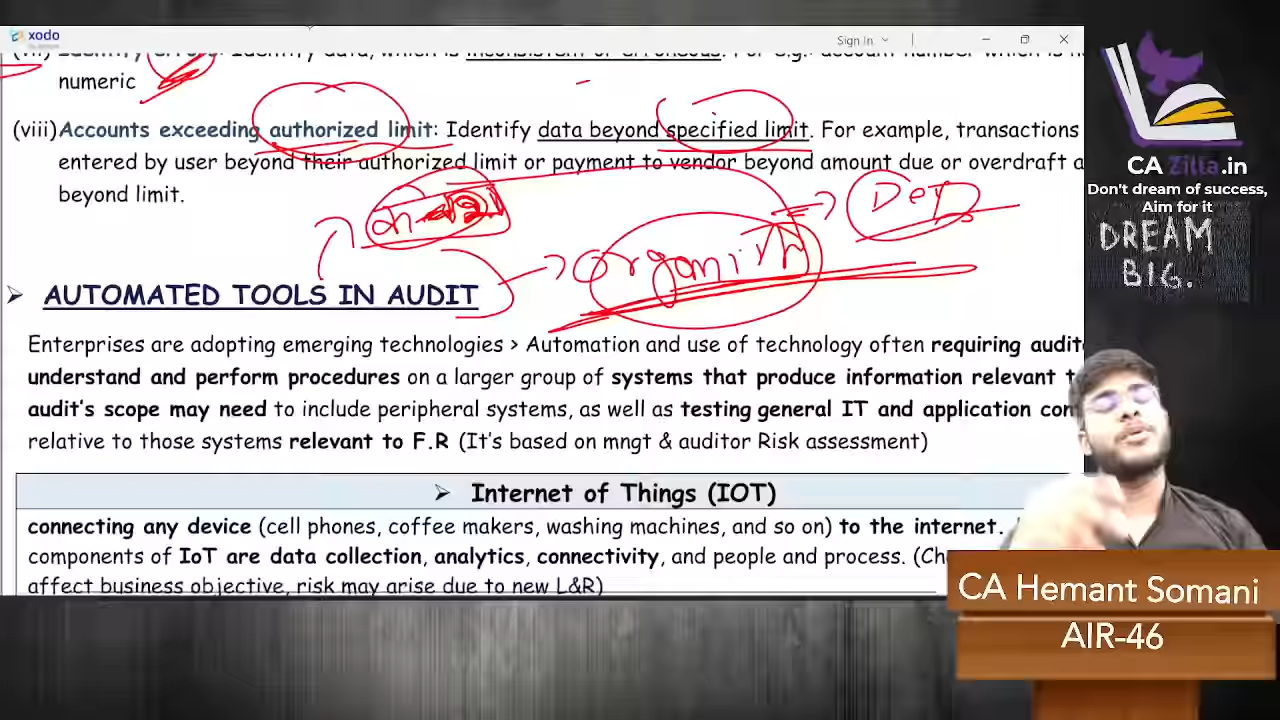 xodo
Sign In
numeric
(viii) Accounts exceeding authorized limit: Identify data beyond specified limit. For example, transactions
entered by user beyond their authorized limit or payment to vendor beyond amount due or overdraft a
beyond limit.
AUTOMATED TOOLS IN AUDIT
Enterprises are adopting emerging technologies > Automation and use of technology often requiring audit
understand and perform procedures on a larger group of systems that produce information relevant t
audit's scope may need to include peripheral systems, as well as testing general IT and application con
relative to those systems relevant to F.R (It's based on mngt & auditor Risk assessment)
➢ Internet of Things (IOT)
connecting any device (cell phones, coffee makers, washing machines, and so on) to the internet.
components of IoT are data collection, analytics, connectivity, and people and process. (Ch
affect business objective, risk may arise due to new L&R)
CA Zilla.in
Don't dream of success,
Aim for it
DREAM
BIG.
CA Hemant Somani
AIR-46